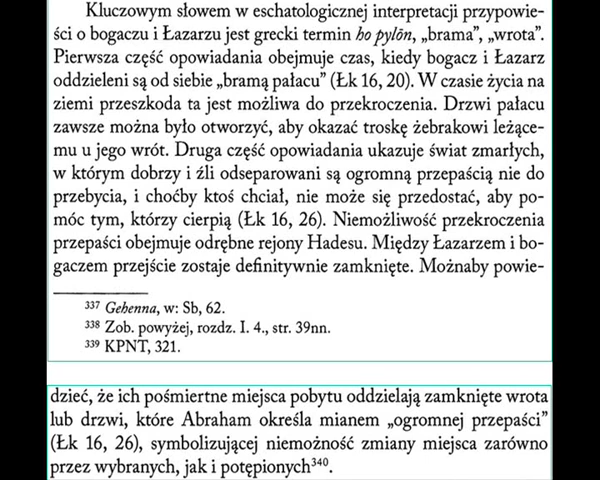 Kluczowym słowem w eschatologicznej interpretacji przypowie-
ści o bogaczu i Łazarzu jest grecki termin ho pylōn, „brama”, „wrota”.
Pierwsza część opowiadania obejmuje czas, kiedy bogacz i Łazarz
oddzieleni są od siebie „bramą pałacu” (Łk 16, 20). W czasie życia na
ziemi przeszkoda ta jest możliwa do przekroczenia. Drzwi pałacu
zawsze można było otworzyć, aby okazać troskę żebrakowi leżące-
mu u jego wrót. Druga część opowiadania ukazuje świat zmarłych,
w którym dobrzy i źli odseparowani są ogromną przepaścią nie do
przebycia, i choćby ktoś chciał, nie może się przedostać, aby po-
móc tym, którzy cierpią (Łk 16, 26). Niemożliwość przekroczenia
przepaści obejmuje odrębne rejony Hadesu. Między Łazarzem i bo-
gaczem przejście zostaje definitywnie zamknięte. Możnaby powie-
337 Gehenna, w: Sb, 62.
338 Zob. powyżej, rozdz. I. 4., str. 39nn.
339 KPNT, 321.
dzieć, że ich pośmiertne miejsca pobytu oddzielają zamknięte wrota
lub drzwi, które Abraham określa mianem „ogromnej przepaści”
(Łk 16, 26), symbolizującej niemożność zmiany miejsca zarówno
przez wybranych, jak i potępionych340.